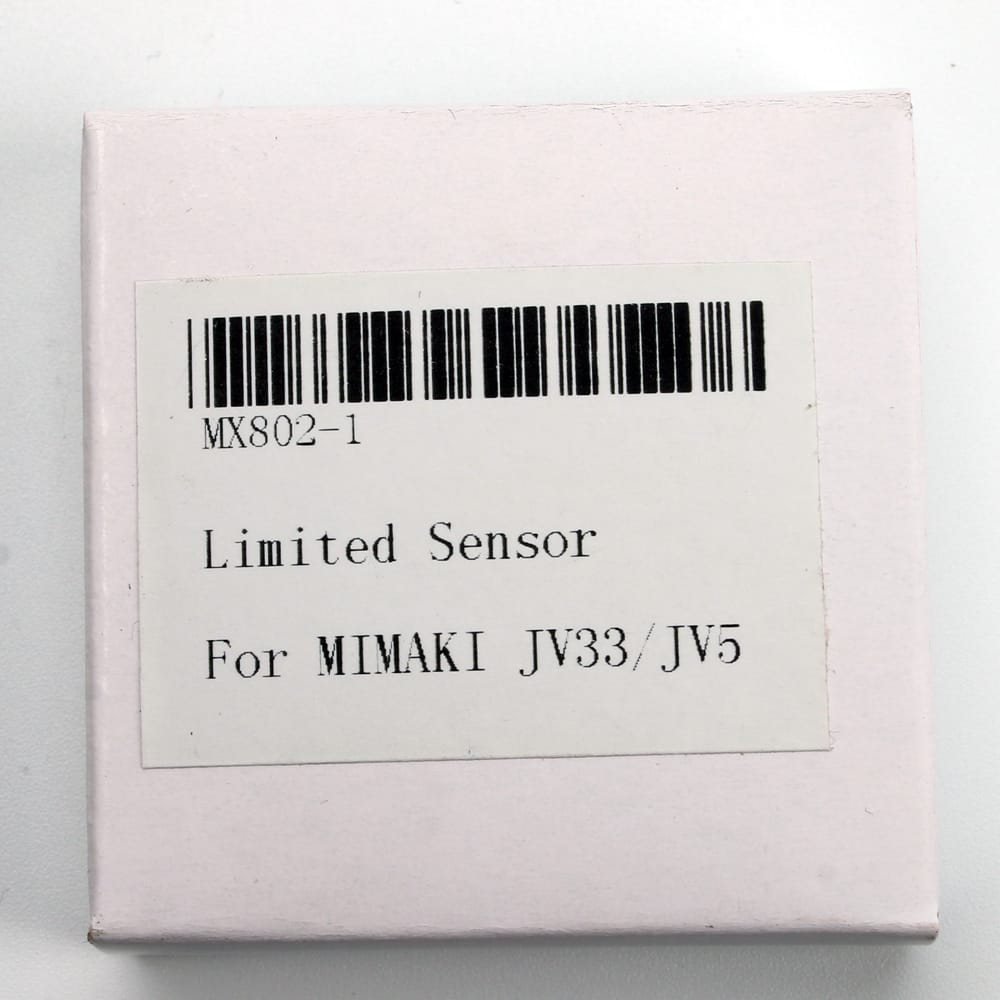 MX802-1
Limited Sensor
For MIMAKI JV33/JV5